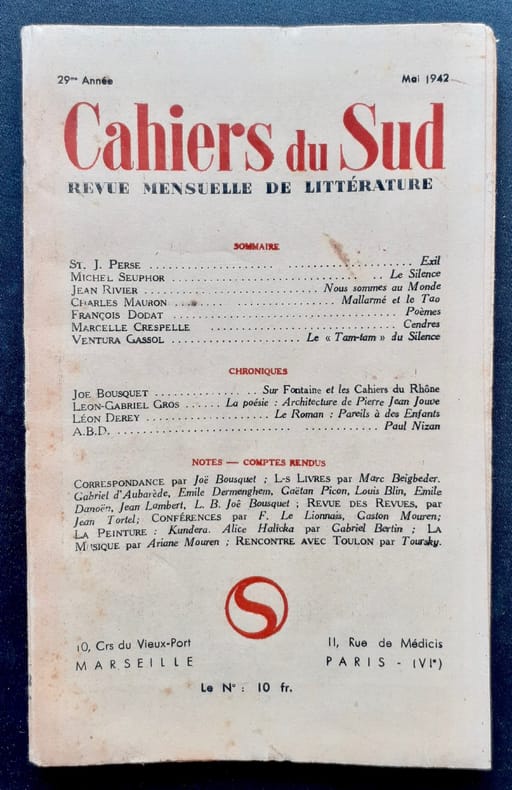 29me Année Mai 1942
Cahiers du Sud
REVUE MENSUELLE DE LITTÉRATURE
SOMMAIRE
ST. J. PERSE .................... .................... Exil
MICHEL SEUPHOR .................... Le Silence
JEAN RIVIER .................... Nous sommes au Monde
CHARLES MAURON .................... Mallarmé et le Tao
FRANÇOIS DODAT .................... Poèmes
MARCELLE CRESPELLE .................... Cendres
VENTURA GASSOL .................... Le « Tam-tam » du Silence
CHRONIQUES
JOE BOUSQUET .................... Sur Fontaine et les Cahiers du Rhône
LEON-GABRIEL GROS ...... La poésie : Architecture de Pierre Jean Jouve
LÉON DEREY .................... Le Roman : Pareils à des Enfants
A.B.D. .................... Paul Nizan
NOTES — COMPTES RENDUS
CORRESPONDANCE par Joë Bousquet ; L-s LIVRES par Marc Beigbeder.
Gabriel d'Aubarède, Emile Dermenghem, Gaëtan Picon, Louis Blin, Emile
Danoën, Jean Lambert, L. B. Joë Bousquet ; REVUE DES REVUES, par
Jean Tortel; CONFÉRENCES par F. Le Lionnais, Gaston Mouren;
LA PEINTURE : Kundera. Alice Halicka par Gabriel Bertin ; LA
MUSIQUE par Ariane Mouren ; RENCONTRE AVEC TOULON par Toursky.
S
10, Crs du Vieux-Port 11, Rue de Médicis
MARSEILLE PARIS - (VIe)
Le No : 10 fr.